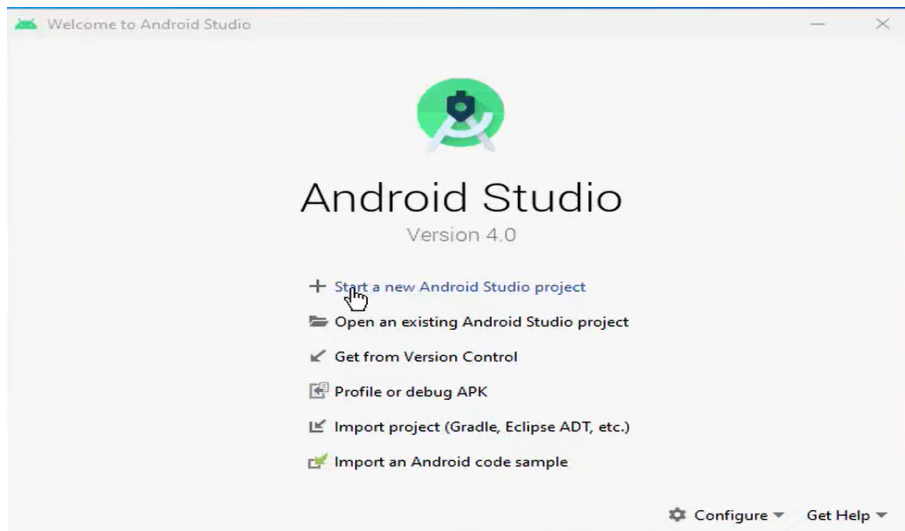 Welcome to Android Studio
Android Studio
Version 4.0
Start a new Android Studio project
Open an existing Android Studio project
Get from Version Control
Profile or debug APK
Import project (Gradle, Eclipse ADT, etc.)
Import an Android code sample
Configure Get Help